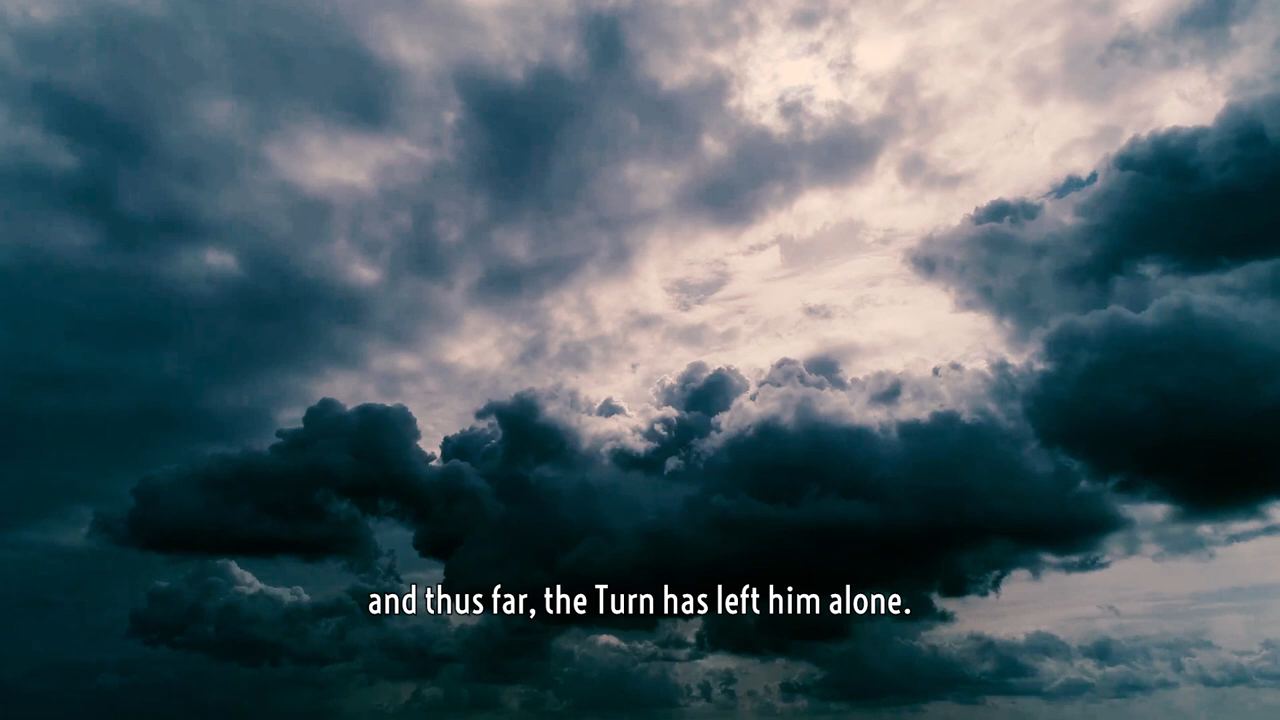 and thus far, the Turn has left him alone.